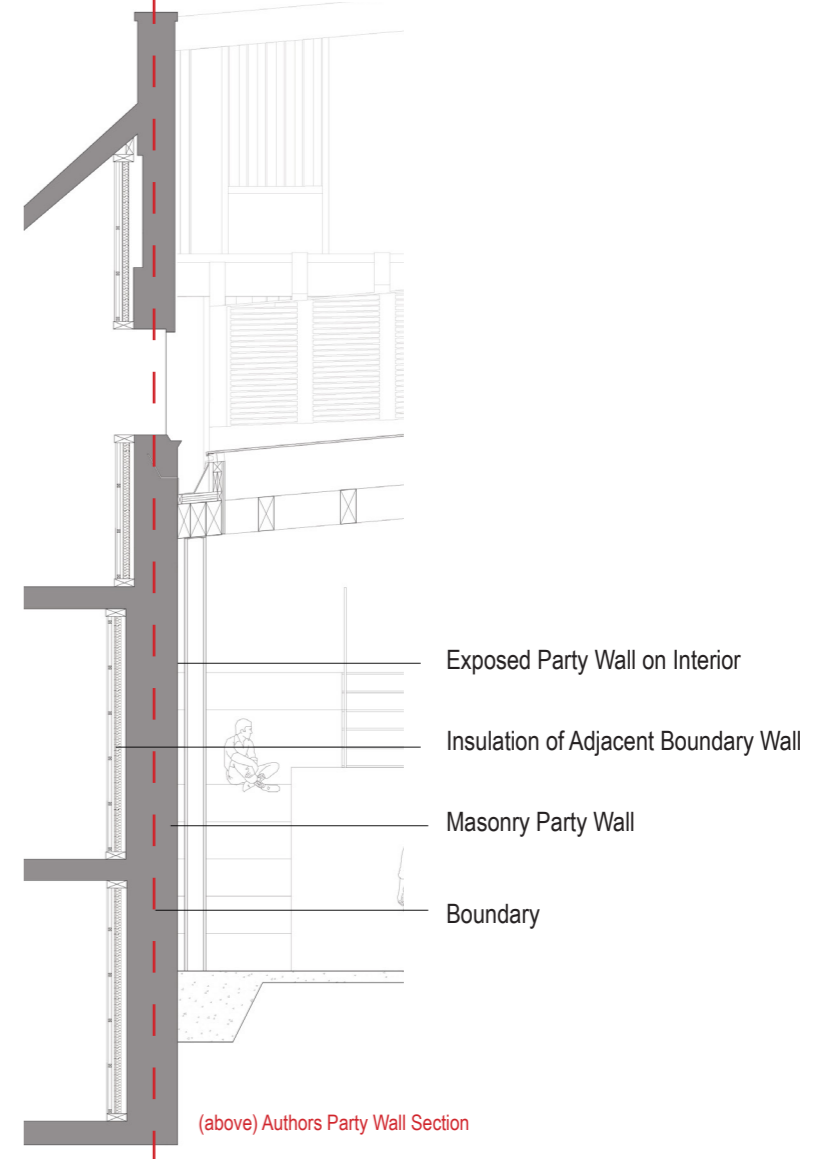 Exposed Party Wall on Interior
Insulation of Adjacent Boundary Wall
Masonry Party Wall
Boundary
(above) Authors Party Wall Section